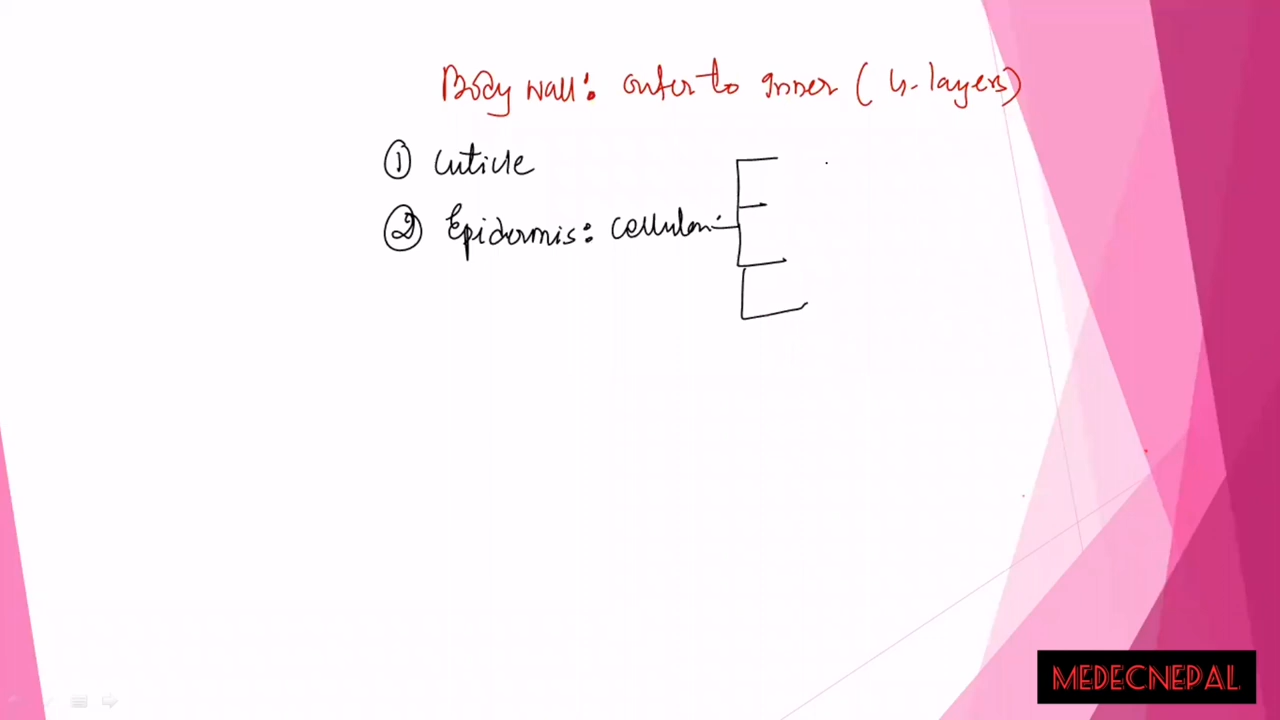 Body wall: outer to inner (4-layers)
① cuticle
② Epidermis: cellular:
MEDECNEPAL